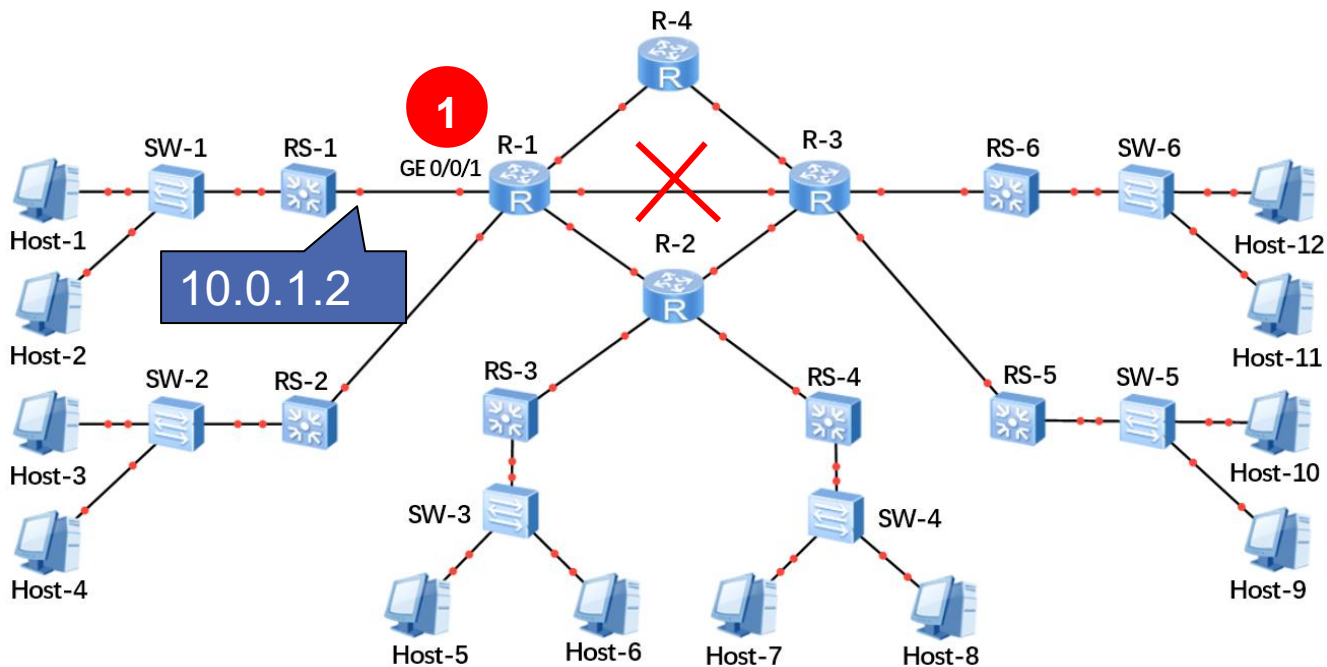 R-4
1
SW-1
RS-1
R-1
GE 0/0/1
R-3
RS-6
SW-6
Host-1
R-2
Host-12
10.0.1.2
Host-2
Host-11
SW-2
RS-2
RS-3
RS-4
RS-5
SW-5
Host-3
Host-10
SW-3
SW-4
Host-4
Host-9
Host-5
Host-6
Host-7
Host-8
R
R
R
R